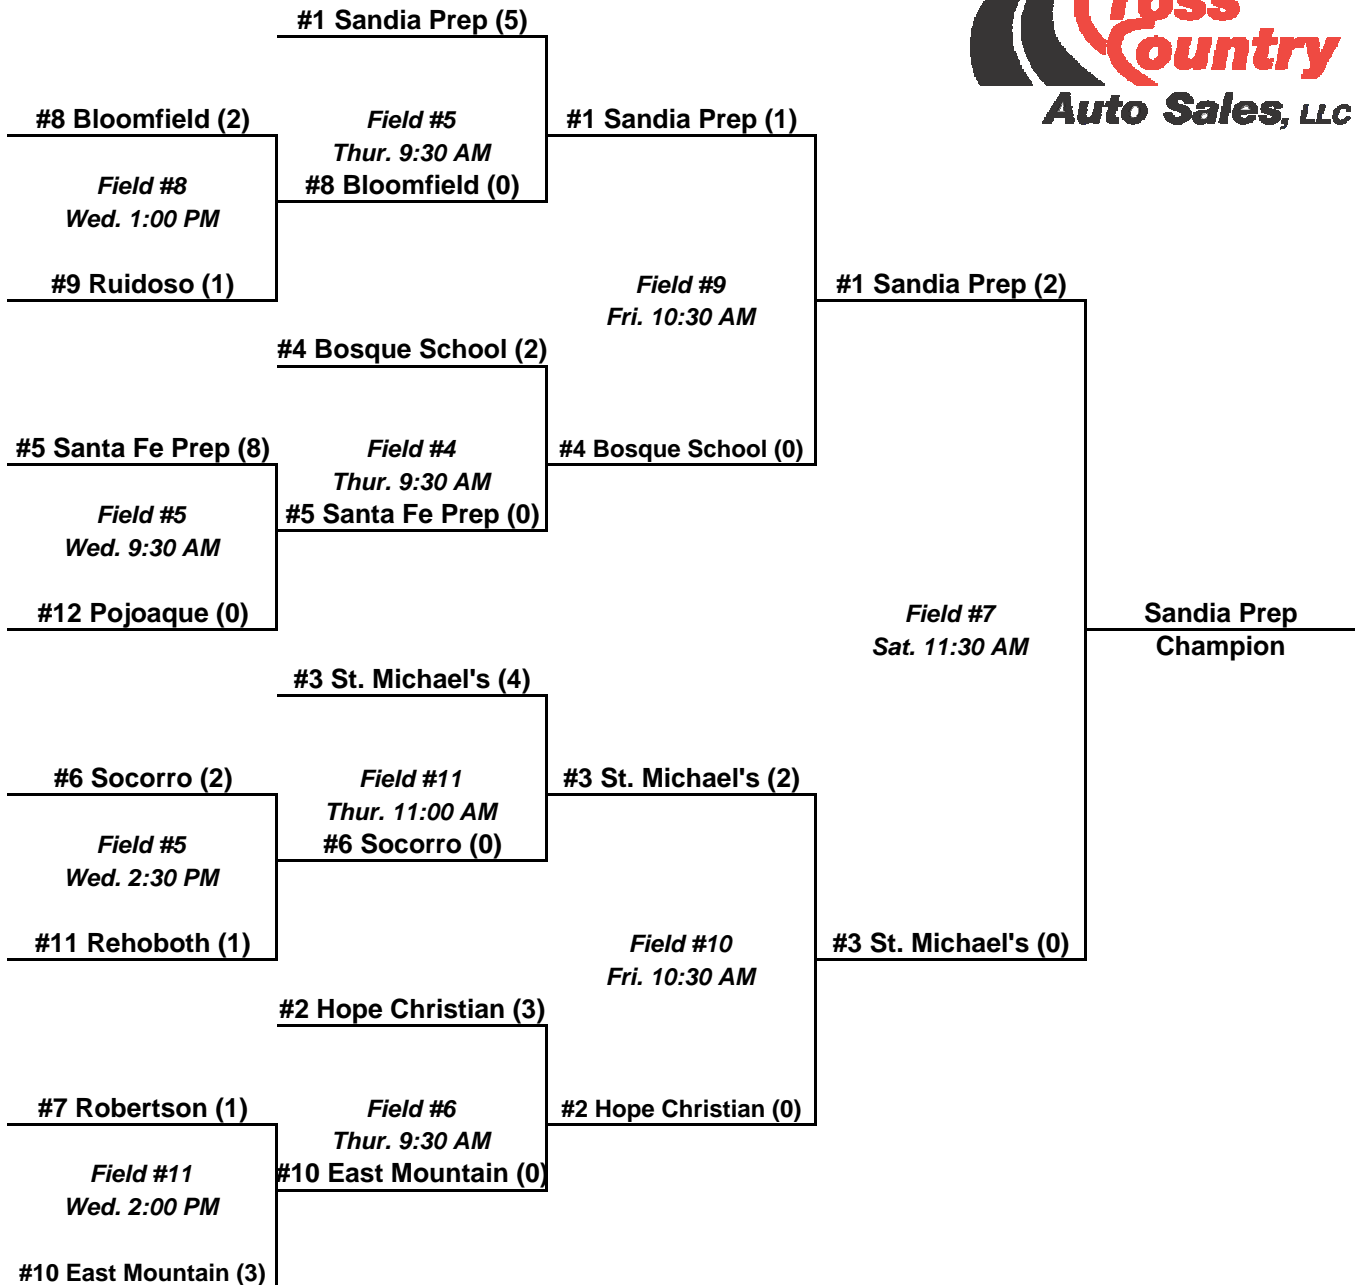 #1 Sandia Prep (5)
ross
ountry
Auto Sales, LLC
#8 Bloomfield (2)
Field #5
Thur. 9:30 AM
#1 Sandia Prep (1)
Field #8
Wed. 1:00 PM
#8 Bloomfield (0)
#9 Ruidoso (1)
Field #9
Fri. 10:30 AM
#1 Sandia Prep (2)
#4 Bosque School (2)
#5 Santa Fe Prep (8)
Field #4
Thur. 9:30 AM
#4 Bosque School (0)
Field #5
Wed. 9:30 AM
#5 Santa Fe Prep (0)
#12 Pojoaque (0)
Field #7
Sat. 11:30 AM
Sandia Prep
Champion
#3 St. Michael's (4)
#6 Socorro (2)
Field #11
Thur. 11:00 AM
#3 St. Michael's (2)
Field #5
Wed. 2:30 PM
#6 Socorro (0)
#11 Rehoboth (1)
Field #10
Fri. 10:30 AM
#3 St. Michael's (0)
#2 Hope Christian (3)
#7 Robertson (1)
Field #6
Thur. 9:30 AM
#2 Hope Christian (0)
Field #11
Wed. 2:00 PM
#10 East Mountain (0)
#10 East Mountain (3)